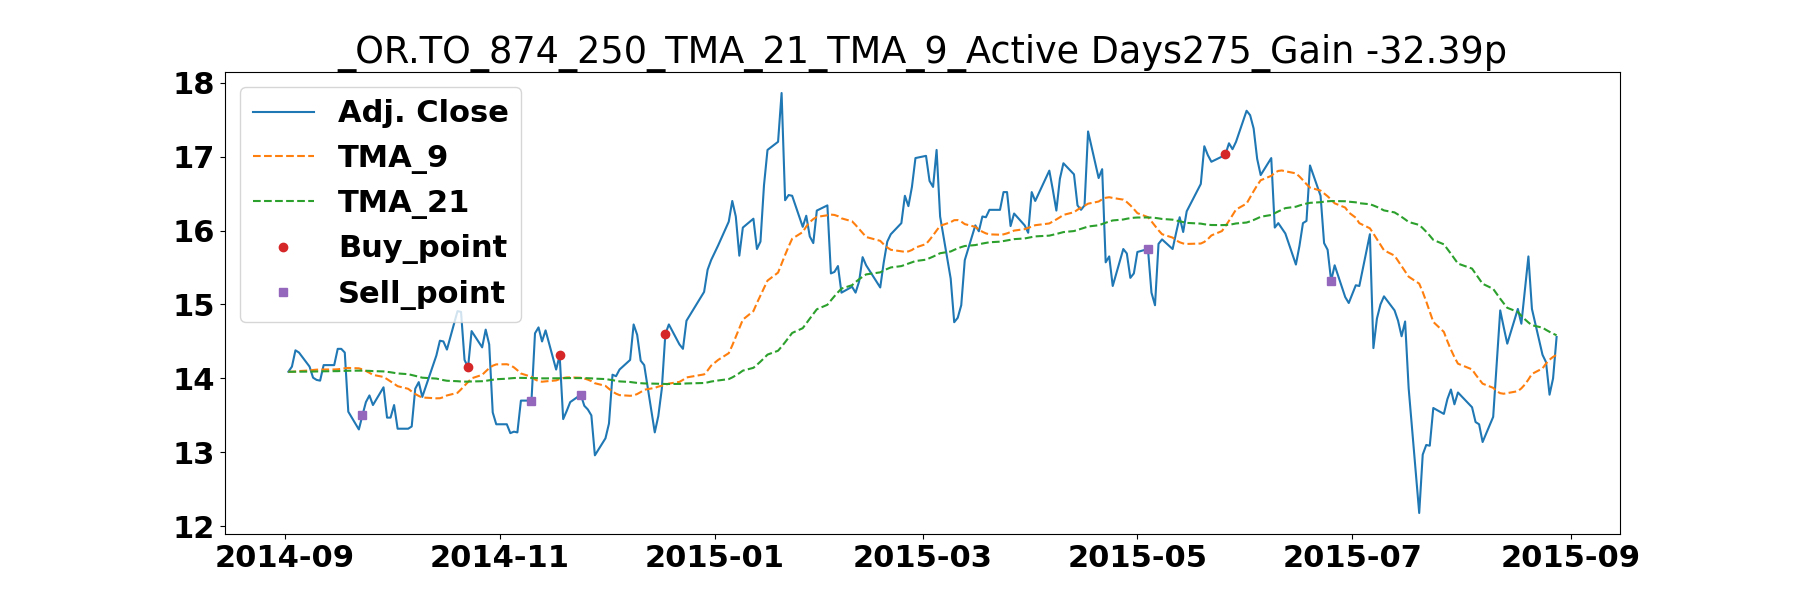 _OR.TO_874_250_TMA_21_TMA_9_Active Days275_Gain -32.39p
18
17
16
15
14
13
12
Adj. Close
TMA_9
TMA_21
Buy_point
Sell_point
2014-09 2014-11 2015-01 2015-03 2015-05 2015-07 2015-09